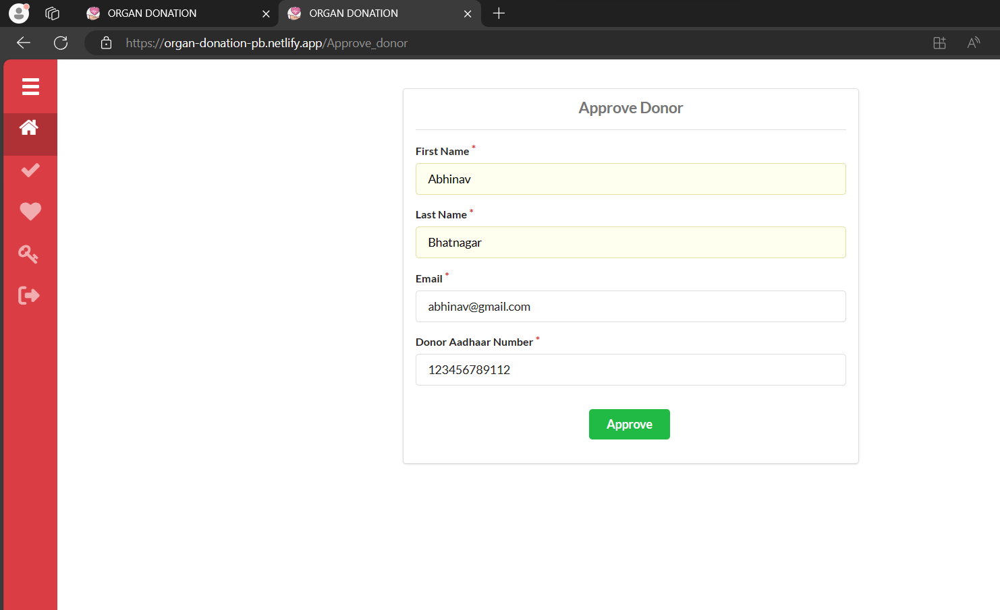 ORGAN DONATION
ORGAN DONATION
https://organ-donation-pb.netlify.app/Approve_donor
Approve Donor
First Name *
Abhinav
Last Name *
Bhatnagar
Email *
abhinav@gmail.com
Donor Aadhaar Number *
123456789112
Approve